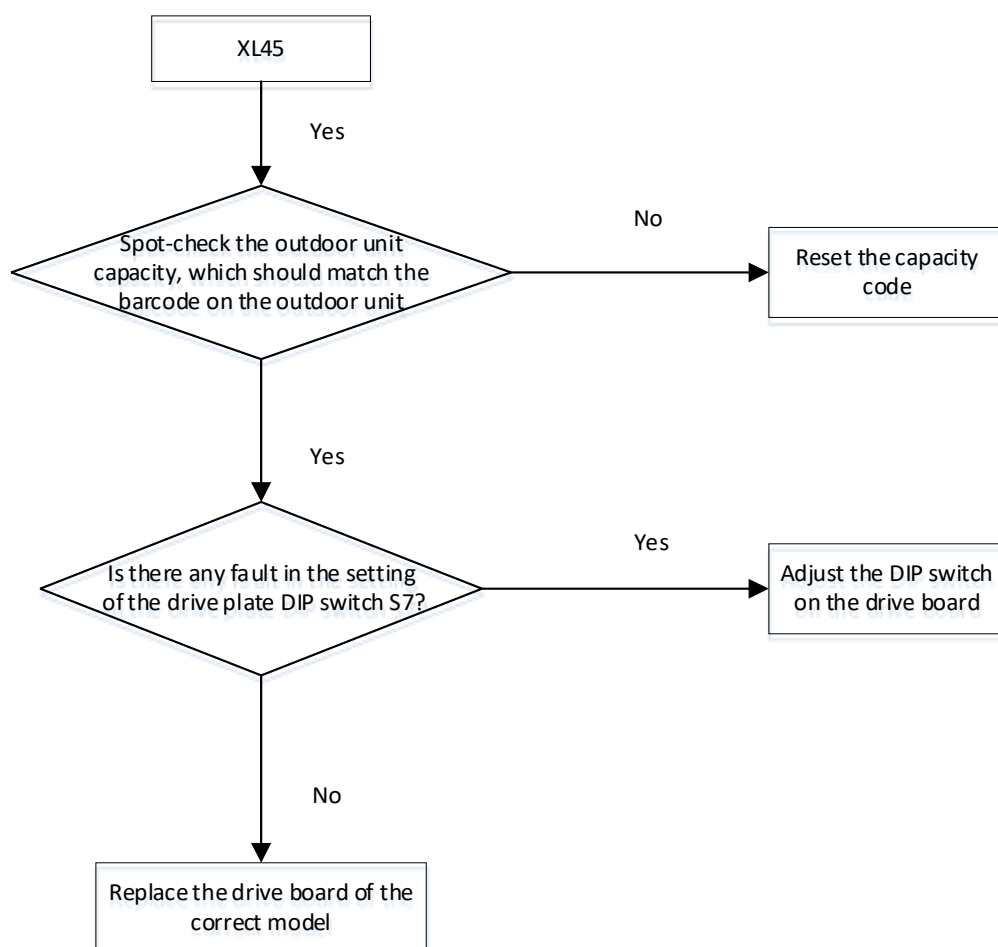 XL45
Yes
Spot-check the outdoor unit
capacity, which should match the
barcode on the outdoor unit
No
Reset the capacity
code
Yes
Is there any fault in the setting
of the drive plate DIP switch S7?
Yes
Adjust the DIP switch
on the drive board
No
Replace the drive board of the
correct model